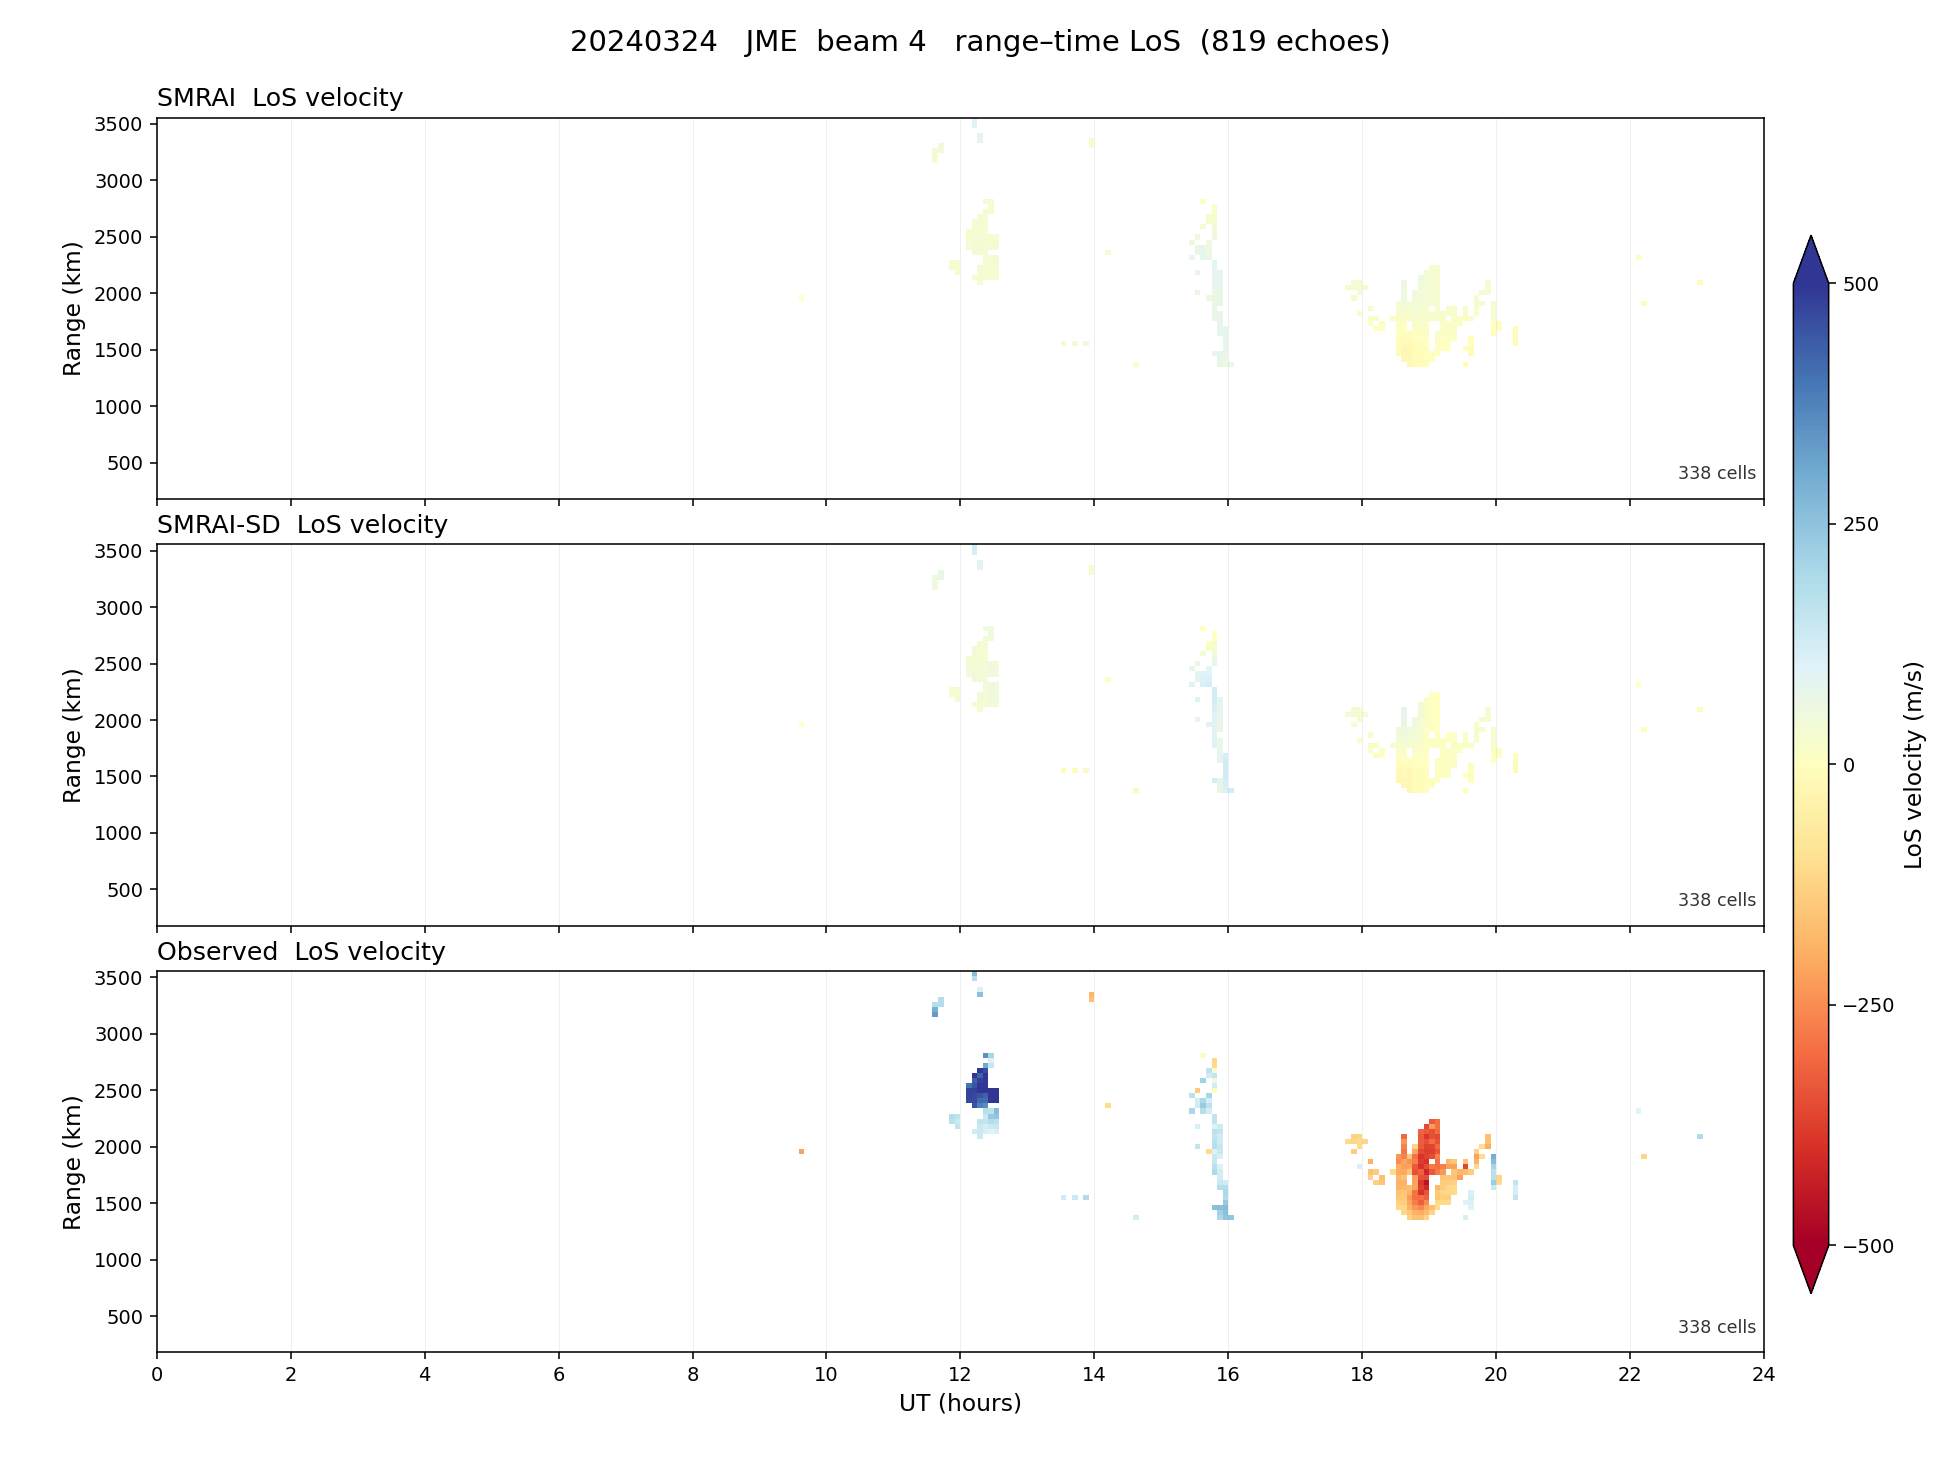 20240324 JME beam 4 range–time LoS (819 echoes)
SMRAI LoS velocity
3500
3000
2500
2000
1500
1000
500
Range (km)
338 cells
SMRAI-SD LoS velocity
3500
3000
2500
2000
1500
1000
500
Range (km)
338 cells
Observed LoS velocity
3500
3000
2500
2000
1500
1000
500
Range (km)
338 cells
0 2 4 6 8 10 12 14 16 18 20 22 24
UT (hours)
500
250
0
−250
−500
LoS velocity (m/s)